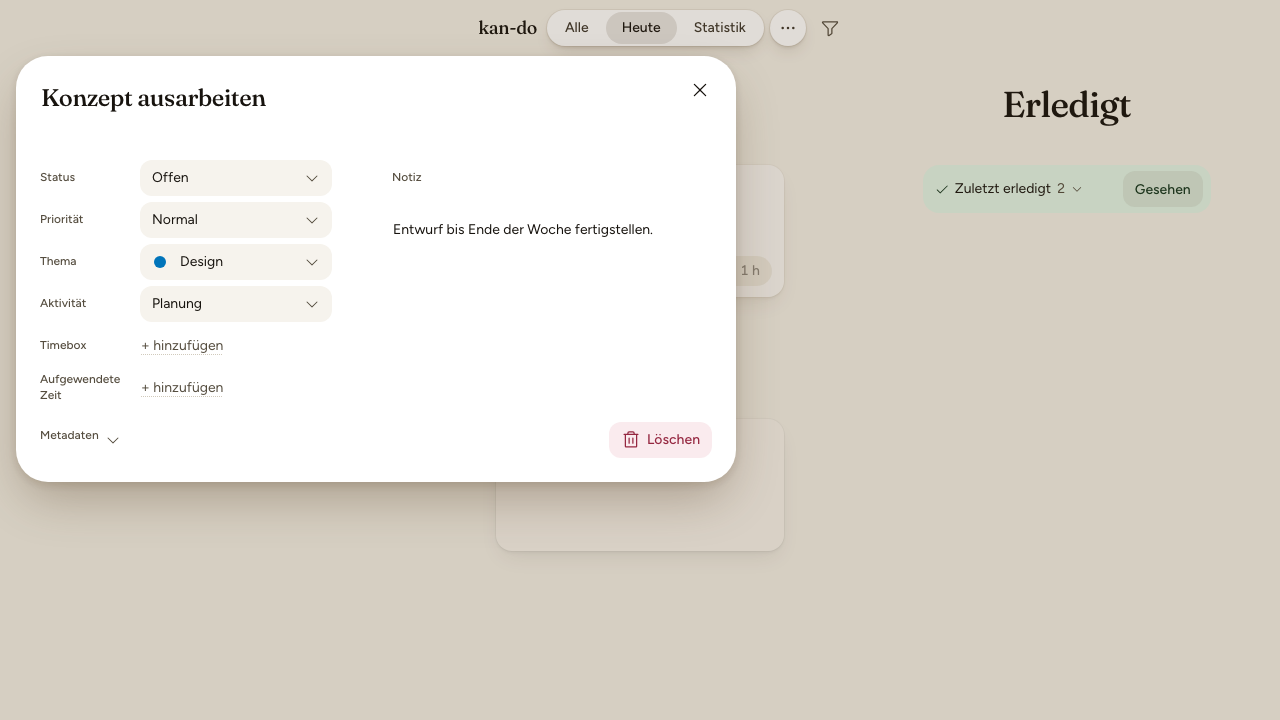 kan-do
Alle
Heute
Statistik
Konzept ausarbeiten
Erledigt
Status
Offen
Notiz
Zuletzt erledigt 2
Gesehen
Priorität
Normal
Entwurf bis Ende der Woche fertigstellen.
Thema
Design
1 h
Aktivität
Planung
Timebox
+ hinzufügen
Aufgewendete
Zeit
+ hinzufügen
Metadaten
Löschen